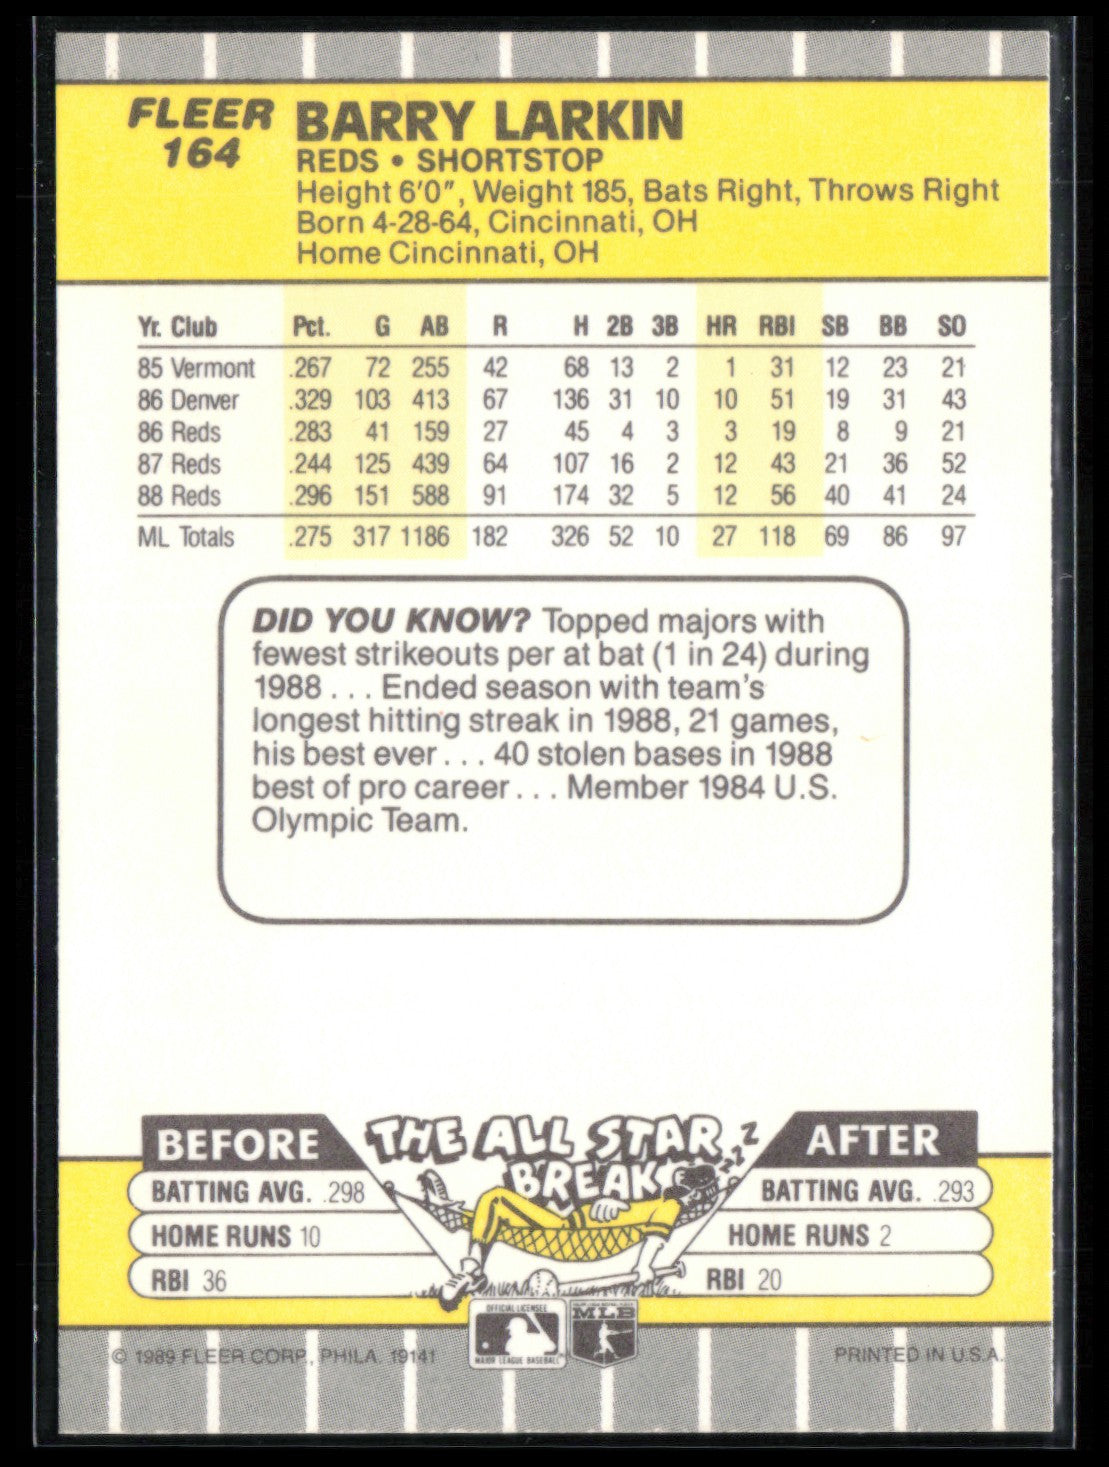 FLEER
164
BARRY LARKIN
REDS • SHORTSTOP
Height 6'0", Weight 185, Bats Right, Throws Right
Born 4-28-64, Cincinnati, OH
Home Cincinnati, OH
Yr. Club Pct. G AB R H 2B 3B HR RBI SB BB SO
85 Vermont .267 72 255 42 68 13 2 1 31 12 23 21
86 Denver .329 103 413 67 136 31 10 10 51 19 31 43
86 Reds .283 41 159 27 45 4 3 3 19 8 9 21
87 Reds .244 125 439 64 107 16 2 12 43 21 36 52
88 Reds .296 151 588 91 174 32 5 12 56 40 41 24
ML Totals .275 317 1186 182 326 52 10 27 118 69 86 97
DID YOU KNOW? Topped majors with
fewest strikeouts per at bat (1 in 24) during
1988 . . . Ended season with team's
longest hitting streak in 1988, 21 games,
his best ever . . . 40 stolen bases in 1988
best of pro career . . . Member 1984 U.S.
Olympic Team.
THE ALL STAR
BREAK
ZZZZ
BEFORE
BATTING AVG. .298
HOME RUNS 10
RBI 36
AFTER
BATTING AVG. .293
HOME RUNS 2
RBI 20
OFFICIAL LICENSEE
MAJOR LEAGUE BASEBALL
MLB
© 1989 FLEER CORP., PHILA. 19141
PRINTED IN U.S.A.